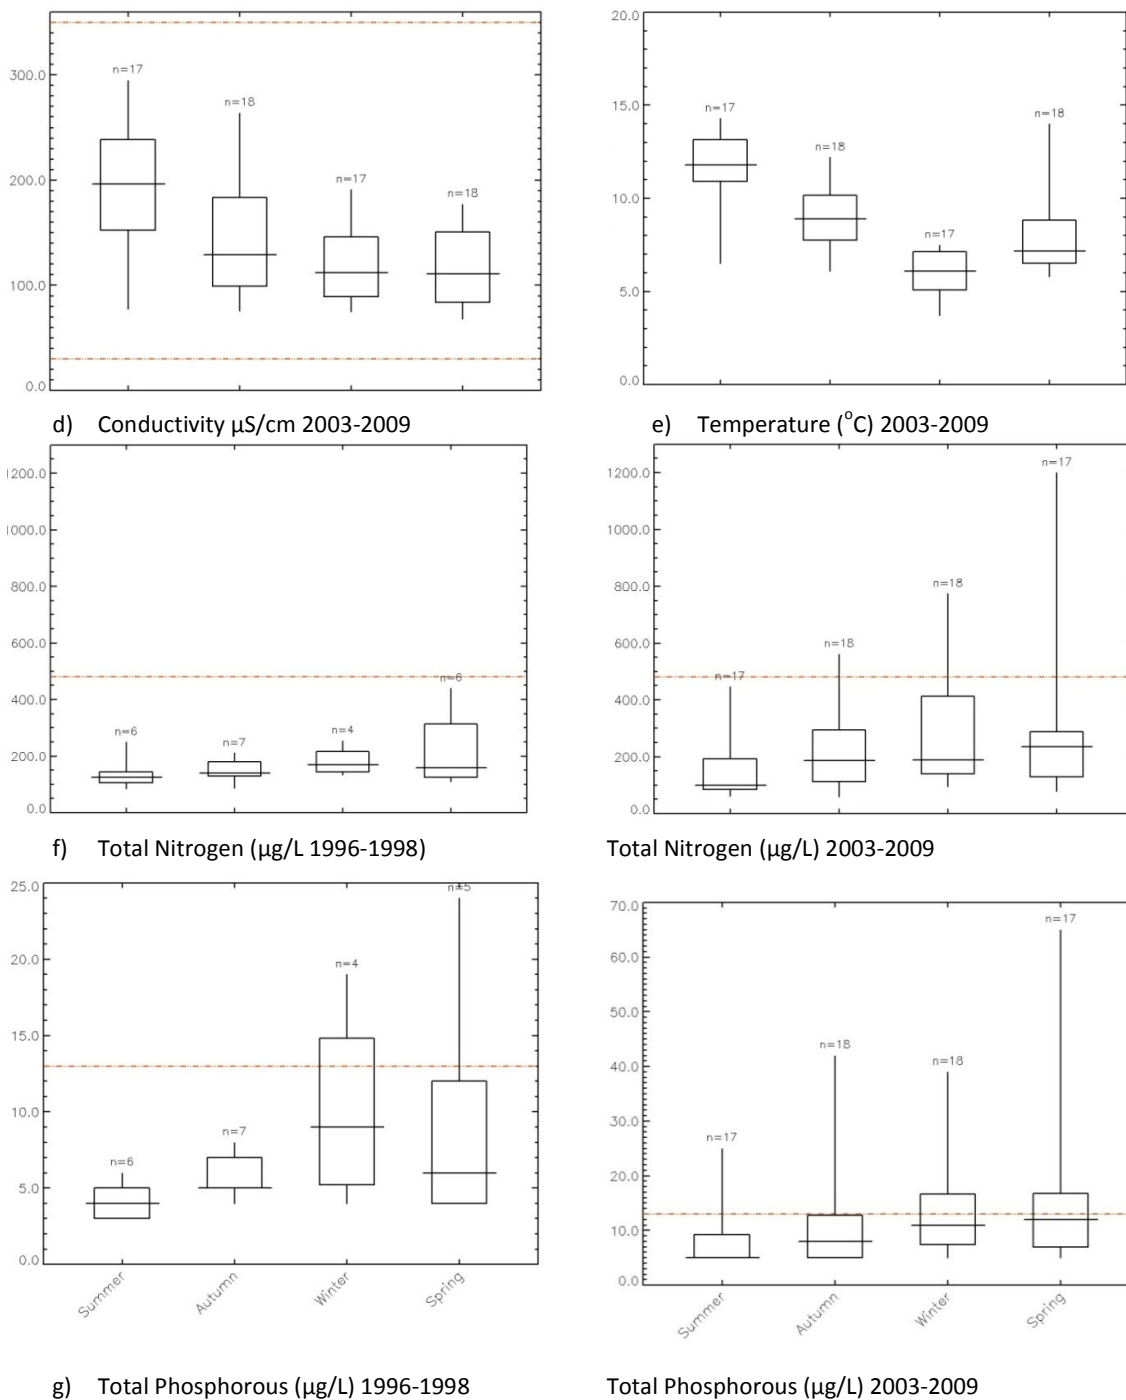 300.0
200.0
100.0
0.0
n=17
n=18
n=17
n=18
20.0
15.0
10.0
5.0
0.0
n=17
n=18
n=17
n=18
d) Conductivity µS/cm 2003-2009
e) Temperature (°C) 2003-2009
1200.0
1000.0
800.0
600.0
400.0
200.0
0.0
n=6
n=7
n=4
n=6
1200.0
1000.0
800.0
600.0
400.0
200.0
0.0
n=17
n=18
n=18
n=17
f) Total Nitrogen (µg/L 1996-1998)
Total Nitrogen (µg/L) 2003-2009
25.0
20.0
15.0
10.0
5.0
0.0
n=6
n=7
n=4
n=5
Summer
Autumn
Winter
Spring
70.0
60.0
50.0
40.0
30.0
20.0
10.0
0.0
n=17
n=18
n=18
n=17
Summer
Autumn
Winter
Spring
g) Total Phosphorous (µg/L) 1996-1998
Total Phosphorous (µg/L) 2003-2009